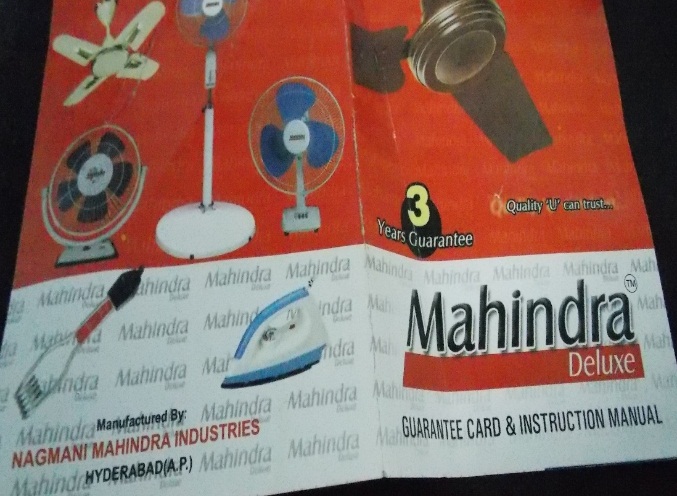 Manufactured By:
NAGMANI MAHINDRA INDUSTRIES
HYDERABAD(A.P.)
3
Years Guarantee
Quality 'U' can trust...
Mahindra TM
Deluxe
GUARANTEE CARD & INSTRUCTION MANUAL